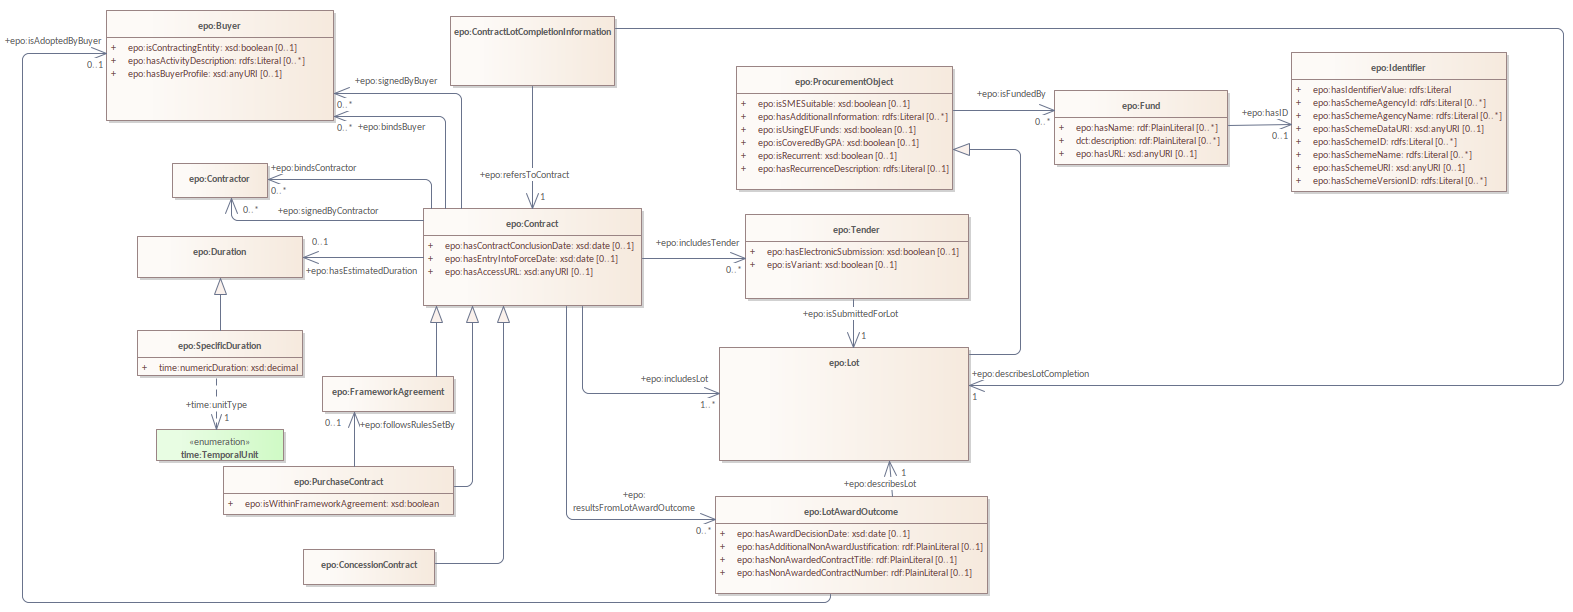 epo:Buyer
+ epo:isContractingEntity: xsd:boolean [0..1]
+ epo:hasActivityDescription: rdfs:Literal [0..*]
+ epo:hasBuyerProfile: xsd:anyURI [0..1]
+epo:isAdoptedByBuyer
0..1
epo:ContractLotCompletionInformation
+epo:signedByBuyer
0..*
0..*
+epo:bindsBuyer
epo:ProcurementObject
+ epo:isSMESuitable: xsd:boolean [0..1]
+ epo:hasAdditionalInformation: rdfs:Literal [0..*]
+ epo:isUsingEUFunds: xsd:boolean [0..1]
+ epo:isCoveredByGPA: xsd:boolean [0..1]
+ epo:isRecurrent: xsd:boolean [0..1]
+ epo:hasRecurrenceDescription: rdfs:Literal [0..1]
+epo:isFundedBy
0..*
epo:Fund
+ epo:hasName: rdf:PlainLiteral [0..*]
+ dct:description: rdf:PlainLiteral [0..*]
+ epo:hasURL: xsd:anyURI [0..1]
+epo:hasID
0..1
epo:Identifier
+ epo:hasIdentifierValue: rdfs:Literal
+ epo:hasSchemeAgencyId: rdfs:Literal [0..*]
+ epo:hasSchemeAgencyName: rdfs:Literal [0..*]
+ epo:hasSchemeDataURI: xsd:anyURI [0..1]
+ epo:hasSchemeID: rdfs:Literal [0..*]
+ epo:hasSchemeName: rdfs:Literal [0..*]
+ epo:hasSchemeURI: xsd:anyURI [0..1]
+ epo:hasSchemeVersionID: rdfs:Literal [0..*]
epo:Contractor
+epo:bindsContractor
0..*
0..*
+epo:signedByContractor
+epo:refersToContract
1
epo:Contract
+ epo:hasContractConclusionDate: xsd:date [0..1]
+ epo:hasEntryIntoForceDate: xsd:date [0..1]
+ epo:hasAccessURL: xsd:anyURI [0..1]
epo:Duration
0..1
+epo:hasEstimatedDuration
+epo:includesTender
0..*
epo:Tender
+ epo:hasElectronicSubmission: xsd:boolean [0..1]
+ epo:isVariant: xsd:boolean [0..1]
+epo:isSubmittedForLot
1
epo:SpecificDuration
+ time:numericDuration: xsd:decimal
+time:unitType
1
«enumeration»
time:TemporalUnit
epo:FrameworkAgreement
0..1
+epo:followsRulesSetBy
epo:Lot
+epo:includesLot
1..*
+epo:describesLotCompletion
1
epo:PurchaseContract
+ epo:isWithinFrameworkAgreement: xsd:boolean
1
+epo:describesLot
+epo:
resultsFromLotAwardOutcome
0..*
epo:LotAwardOutcome
+ epo:hasAwardDecisionDate: xsd:date [0..1]
+ epo:hasAdditionalNonAwardJustification: rdf:PlainLiteral [0..1]
+ epo:hasNonAwardedContractTitle: rdf:PlainLiteral [0..1]
+ epo:hasNonAwardedContractNumber: rdf:PlainLiteral [0..1]
epo:ConcessionContract